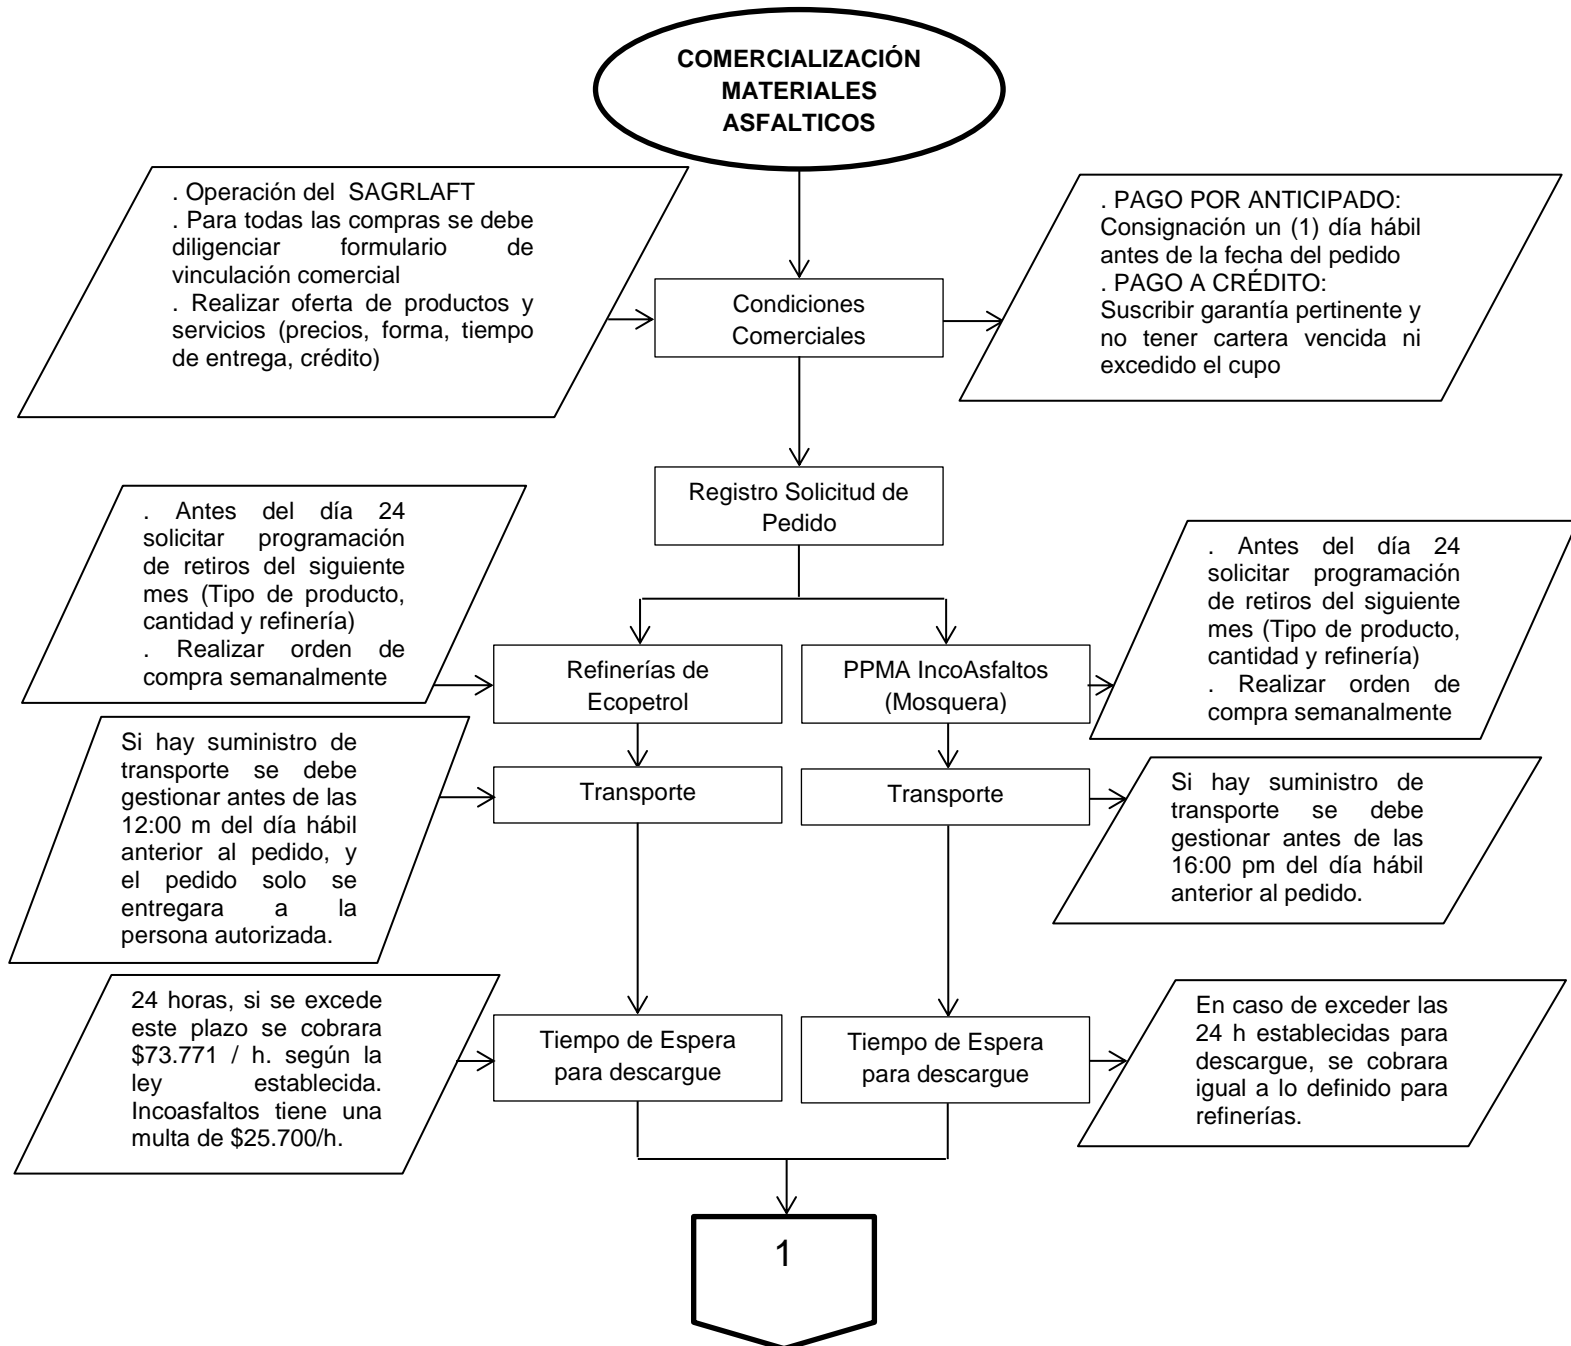 COMERCIALIZACIÓN
MATERIALES
ASFALTICOS
. Operación del  SAGRLAFT
. Para todas las compras se debe
diligenciar formulario de
vinculación comercial
. Realizar oferta de productos y
servicios (precios, forma, tiempo
de entrega, crédito)
Condiciones
Comerciales
. PAGO POR ANTICIPADO:
Consignación un (1) día hábil
antes de la fecha del pedido
. PAGO A CRÉDITO:
Suscribir garantía pertinente y
no tener cartera vencida ni
excedido el cupo
Registro Solicitud de
Pedido
. Antes del día 24
solicitar programación
de retiros del siguiente
mes (Tipo de producto,
cantidad y refinería)
. Realizar orden de
compra semanalmente
Refinerías de
Ecopetrol
PPMA IncoAsfaltos
(Mosquera)
. Antes del día 24
solicitar programación
de retiros del siguiente
mes (Tipo de producto,
cantidad y refinería)
. Realizar orden de
compra semanalmente
Si hay suministro de
transporte se debe
gestionar antes de las
12:00 m del día hábil
anterior al pedido, y
el pedido solo se
entregara a la
persona autorizada.
Transporte
Transporte
Si hay suministro de
transporte se debe
gestionar antes de las
16:00 pm del día hábil
anterior al pedido.
24 horas, si se excede
este plazo se cobrara
$73.771 / h. según la
ley establecida.
Incoasfaltos tiene una
multa de $25.700/h.
Tiempo de Espera
para descargue
Tiempo de Espera
para descargue
En caso de exceder las
24 h establecidas para
descargue, se cobrara
igual a lo definido para
refinerías.
1